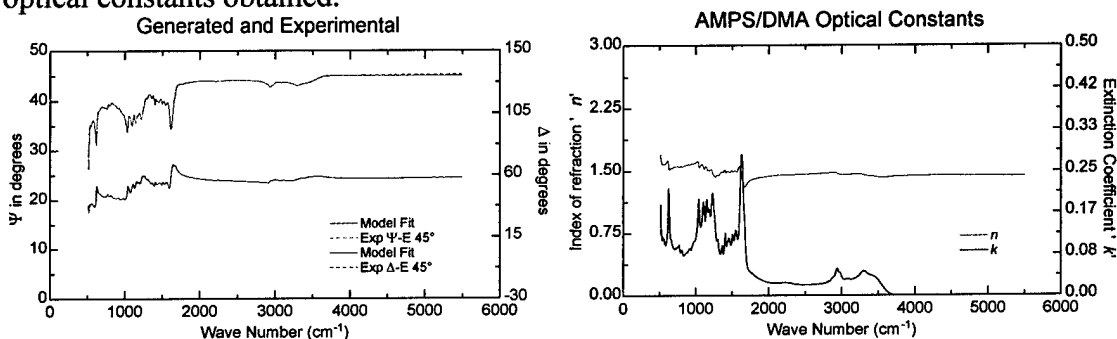 optical constants obtained.
Generated and Experimental
50
40
30
20
10
0
Ψ in degrees
150
105
60
15
-30
Δ in degrees
Model Fit
Exp Ψ-E 45°
Model Fit
Exp Δ-E 45°
0 1000 2000 3000 4000 5000 6000
Wave Number (cm⁻¹)
AMPS/DMA Optical Constants
3.00
2.25
1.50
0.75
0.00
Index of refraction ' n'
0.50
0.42
0.33
0.25
0.17
0.08
0.00
Extinction Coefficient ' k'
n
k
0 1000 2000 3000 4000 5000 6000
Wave Number (cm⁻¹)